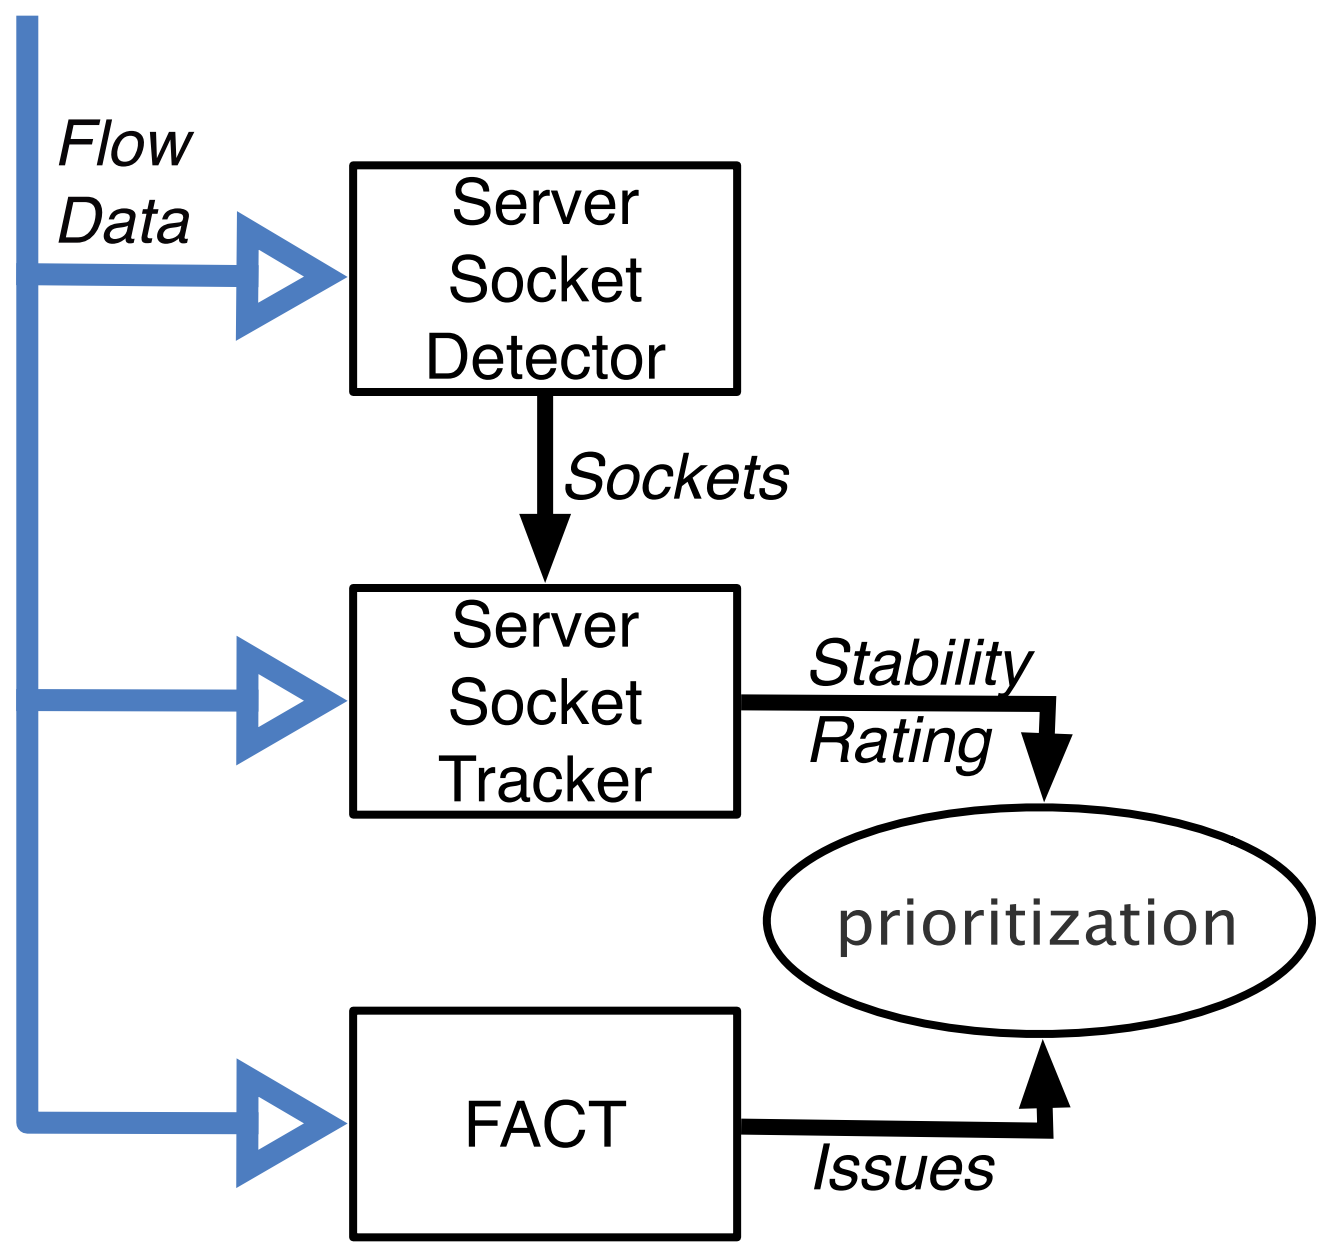 Flow
Data
Server
Socket
Detector
Sockets
Server
Socket
Tracker
Stability
Rating
prioritization
FACT
Issues